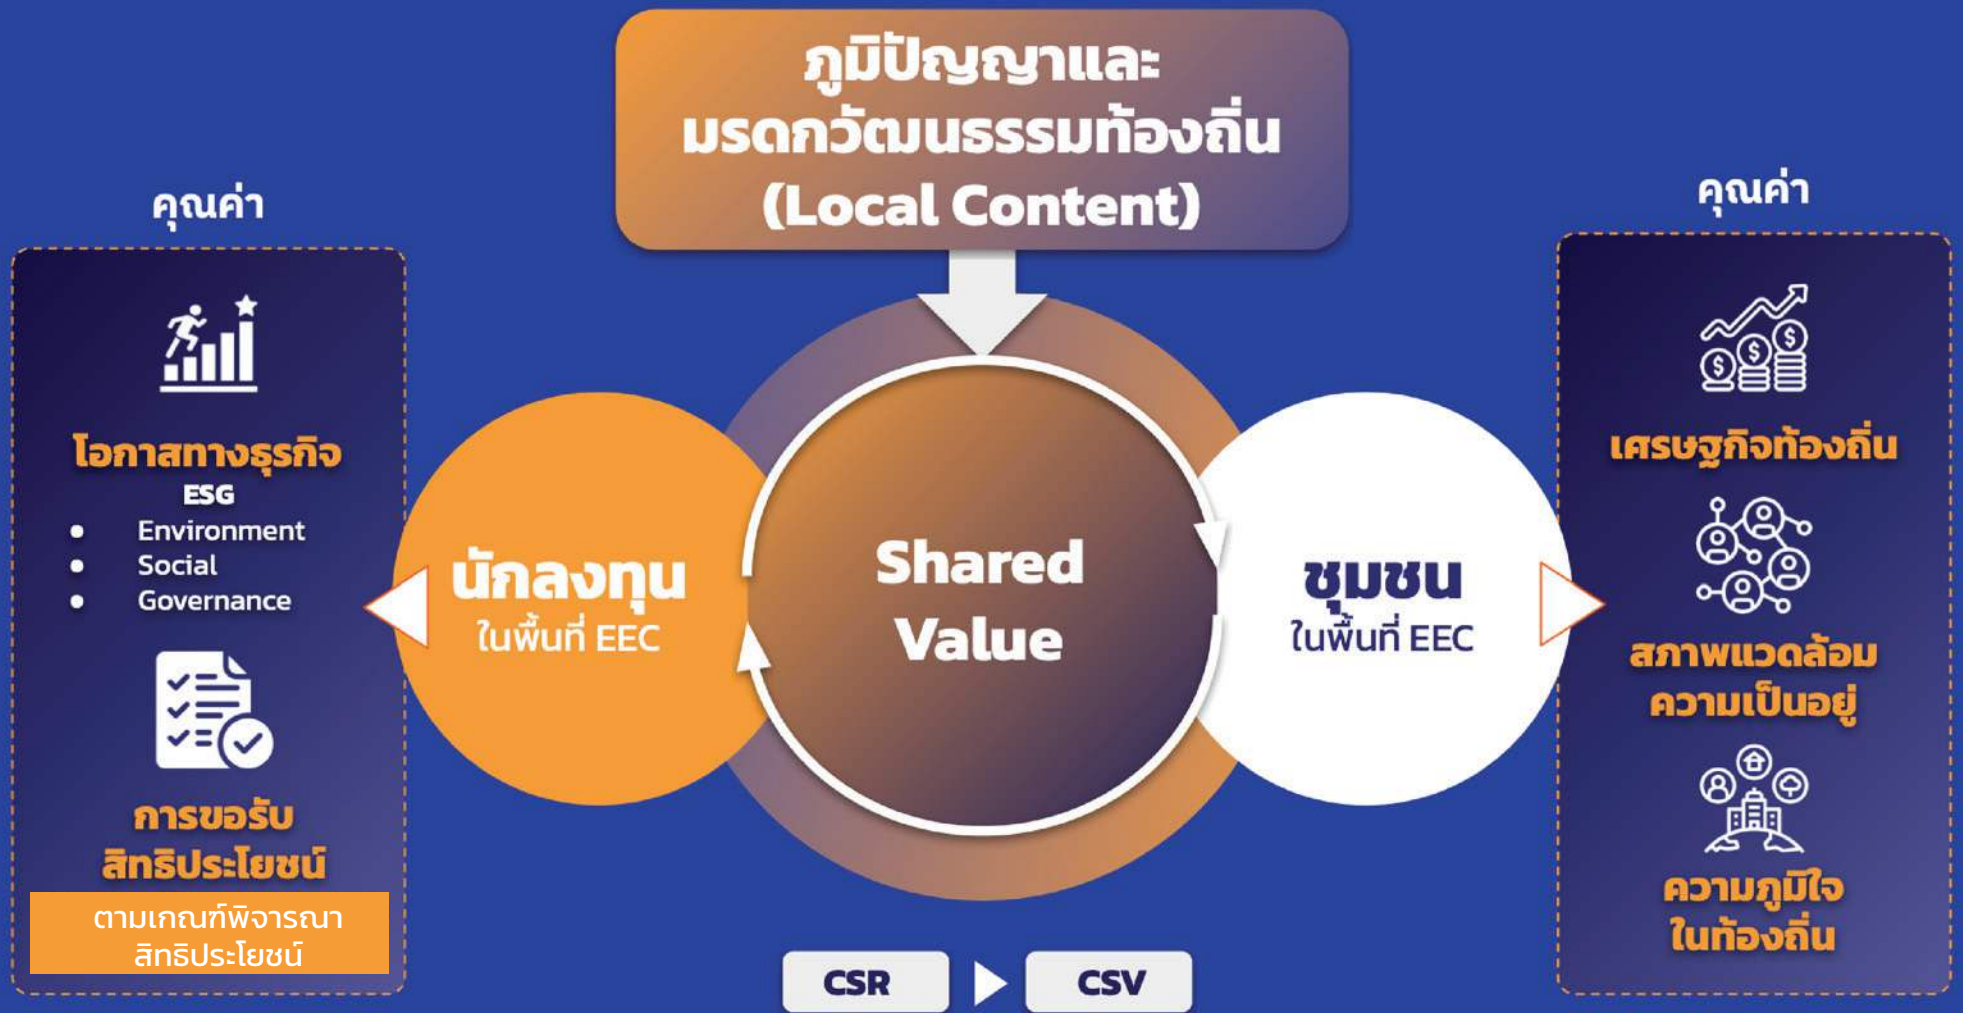 ภูมิปัญญาและ
มรดกวัฒนธรรมท้องถิ่น
(Local Content)
คุณค่า
โอกาสทางธุรกิจ
ESG
• Environment
• Social
• Governance
การขอรับ
สิทธิประโยชน์
ตามเกณฑ์พิจารณา
สิทธิประโยชน์
นักลงทุน
ในพื้นที่ EEC
Shared
Value
ชุมชน
ในพื้นที่ EEC
คุณค่า
เศรษฐกิจท้องถิ่น
สภาพแวดล้อม
ความเป็นอยู่
ความภูมิใจ
ในท้องถิ่น
CSR
CSV